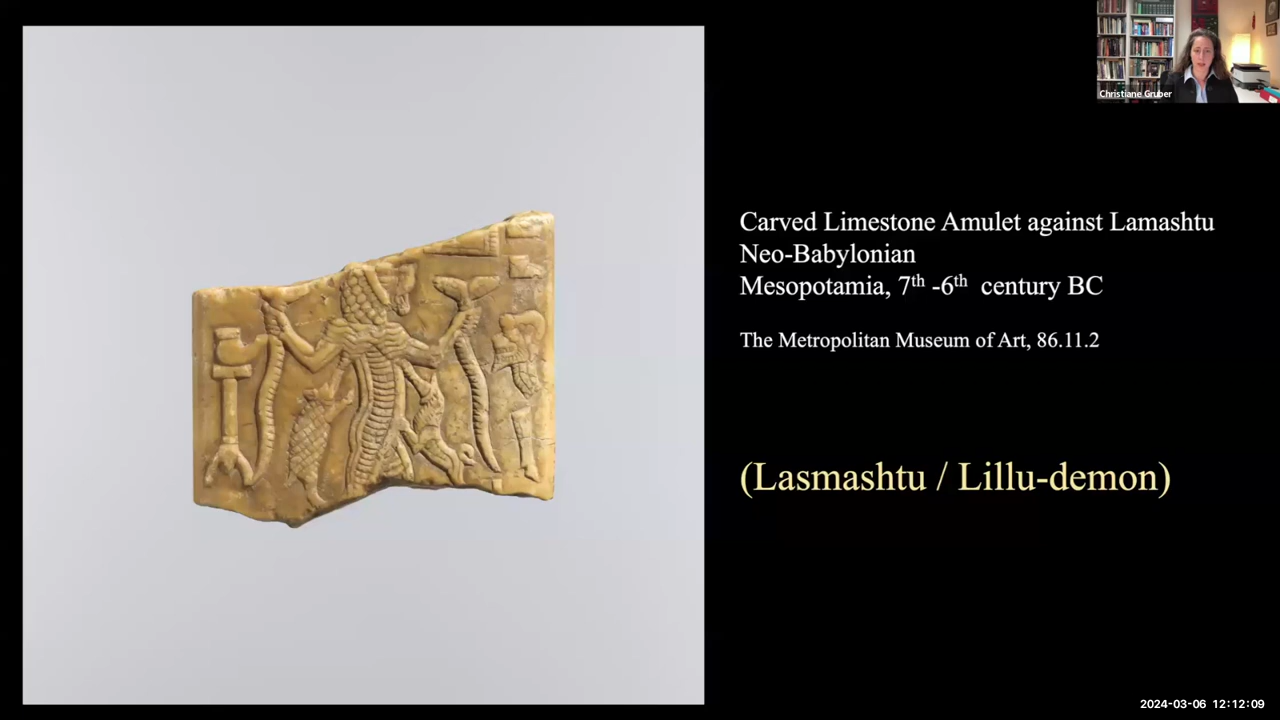 Christiane Gruber
Carved Limestone Amulet against Lamashtu
Neo-Babylonian
Mesopotamia, 7th -6th century BC
The Metropolitan Museum of Art, 86.11.2
(Lasmashtu / Lillu-demon)
2024-03-06 12:12:09